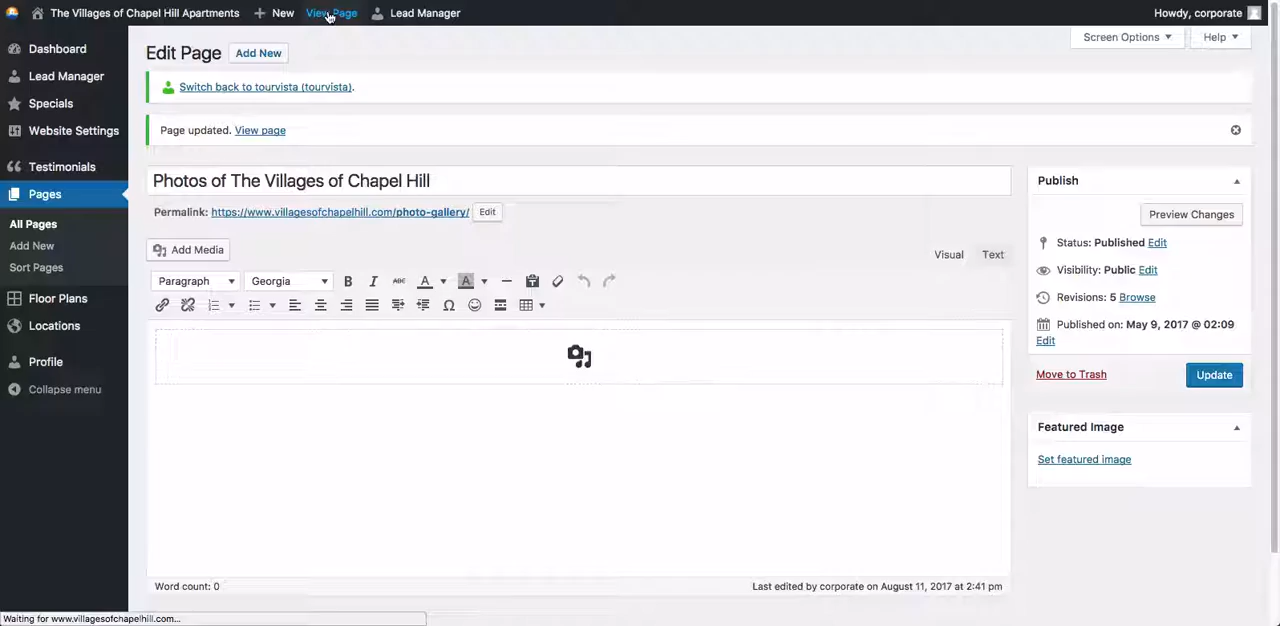 The Villages of Chapel Hill Apartments New View Page Lead Manager Howdy, corporate
Screen Options Help
Dashboard
Lead Manager
Specials
Website Settings
Testimonials
Pages
All Pages
Add New
Sort Pages
Floor Plans
Locations
Profile
Collapse menu
Edit Page Add New
Switch back to tourvista (tourvista).
Page updated. View page
Photos of The Villages of Chapel Hill
Permalink: https://www.villagesofchapelhill.com/photo-gallery/ Edit
Add Media
Visual Text
Paragraph Georgia B I ABC A A
Ω
Word count: 0
Last edited by corporate on August 11, 2017 at 2:41 pm
Publish
Preview Changes
Status: Published Edit
Visibility: Public Edit
Revisions: 5 Browse
Published on: May 9, 2017 @ 02:09
Edit
Move to Trash Update
Featured Image
Set featured image
Waiting for www.villagesofchapelhill.com...